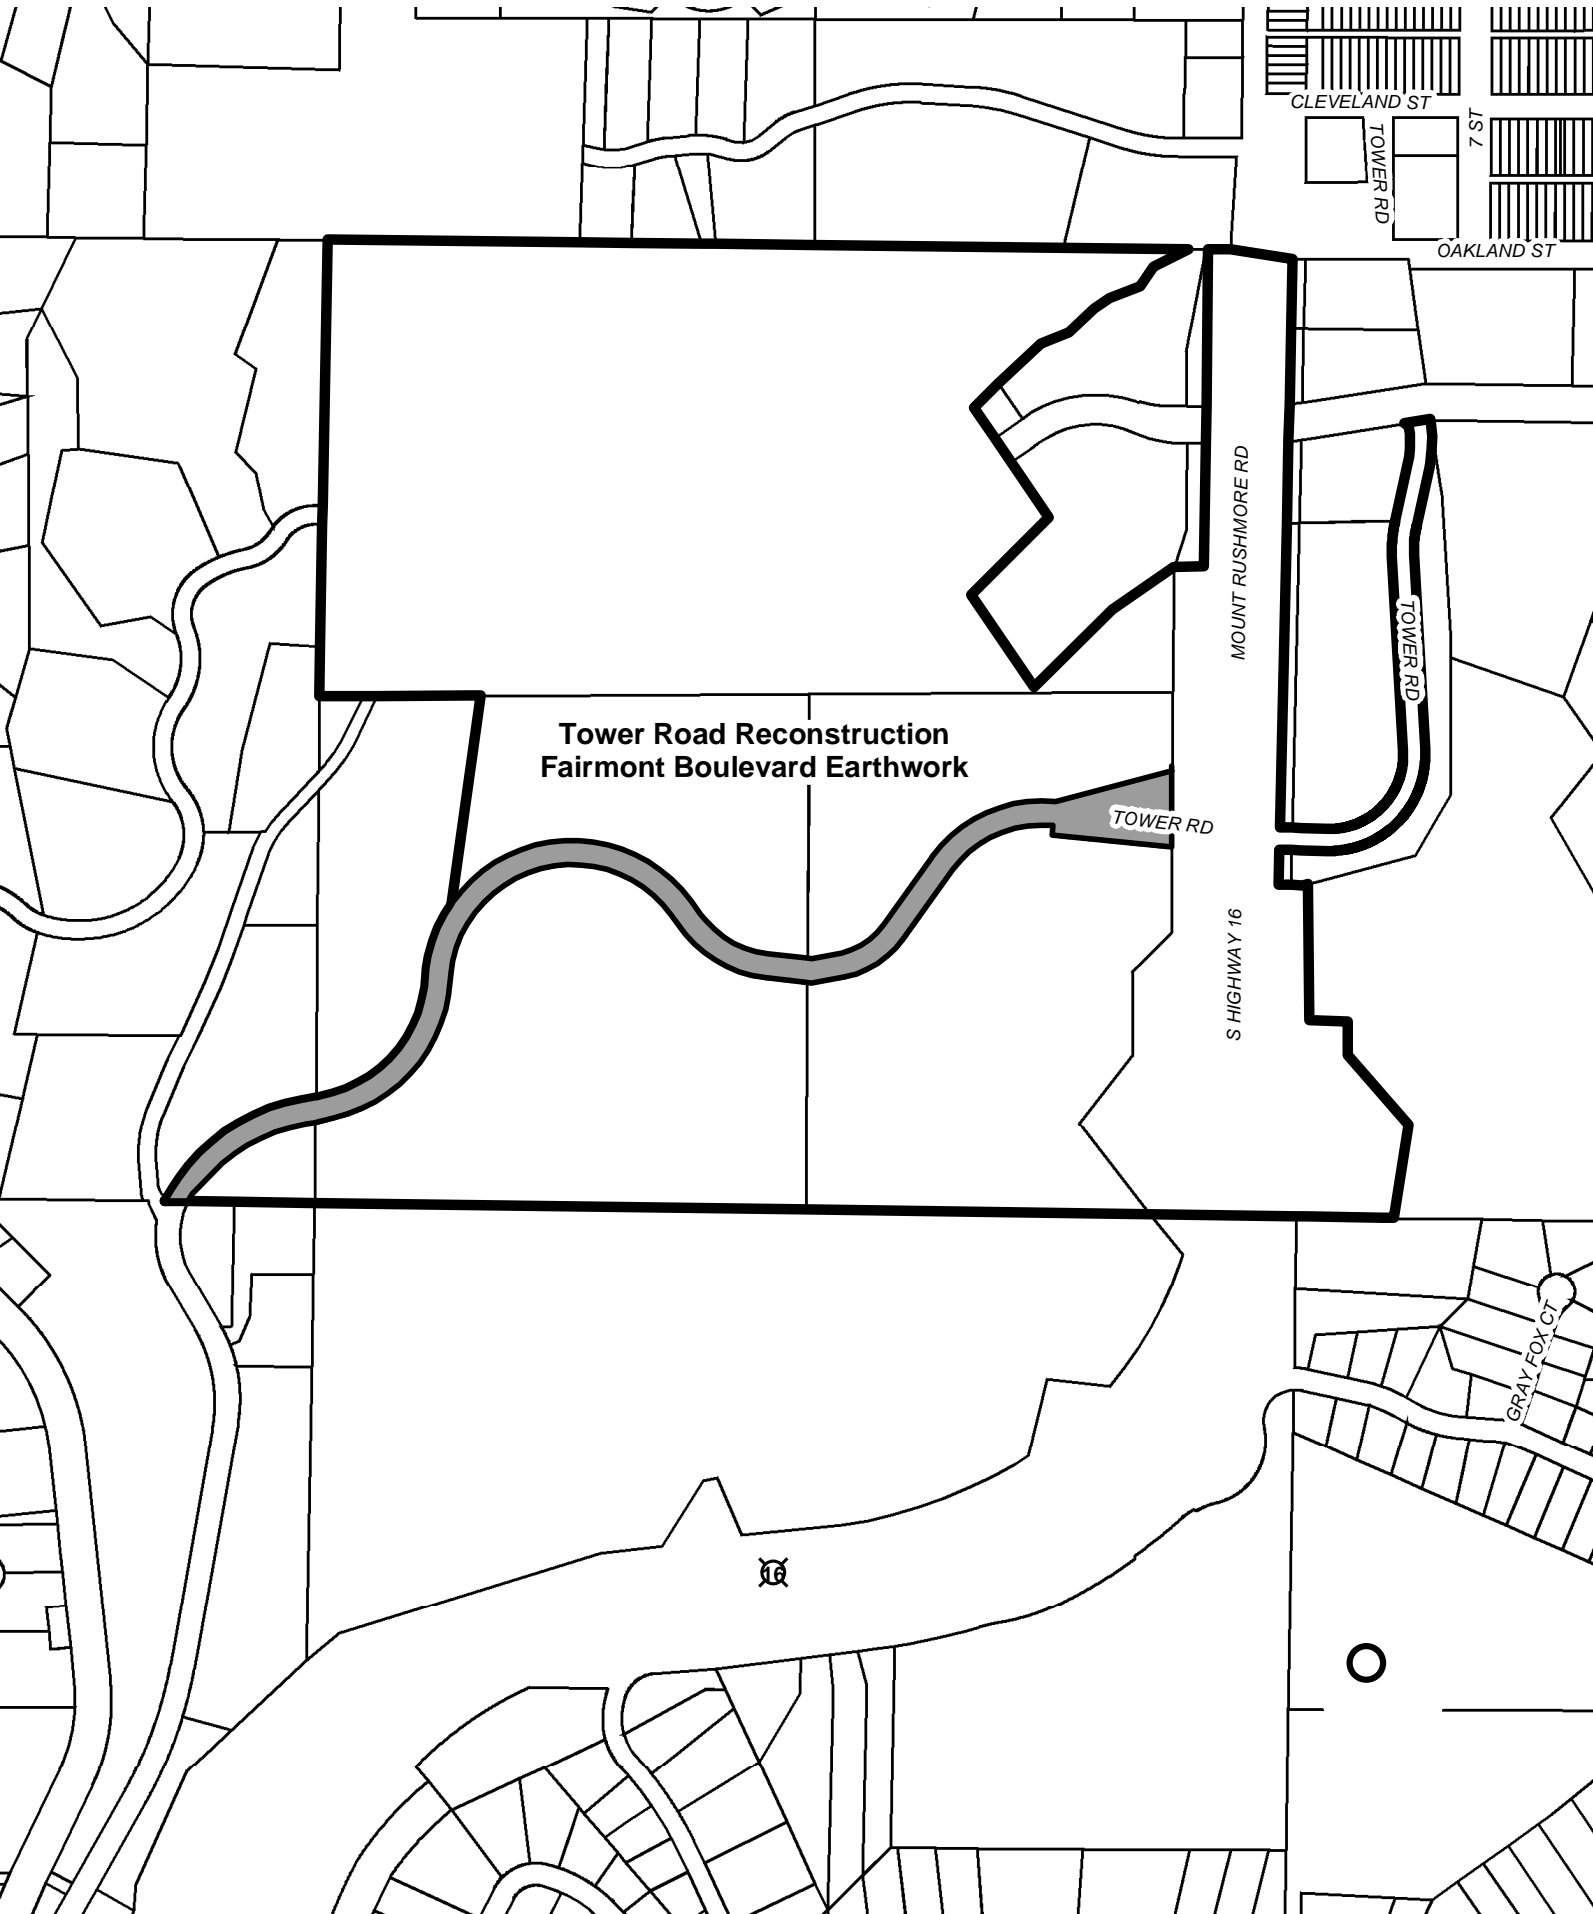 CLEVELAND ST
TOWER RD
7 ST
OAKLAND ST
MOUNT RUSHMORE RD
TOWER RD
Tower Road Reconstruction
Fairmont Boulevard Earthwork
TOWER RD
S HIGHWAY 16
GRAY FOX CT
16